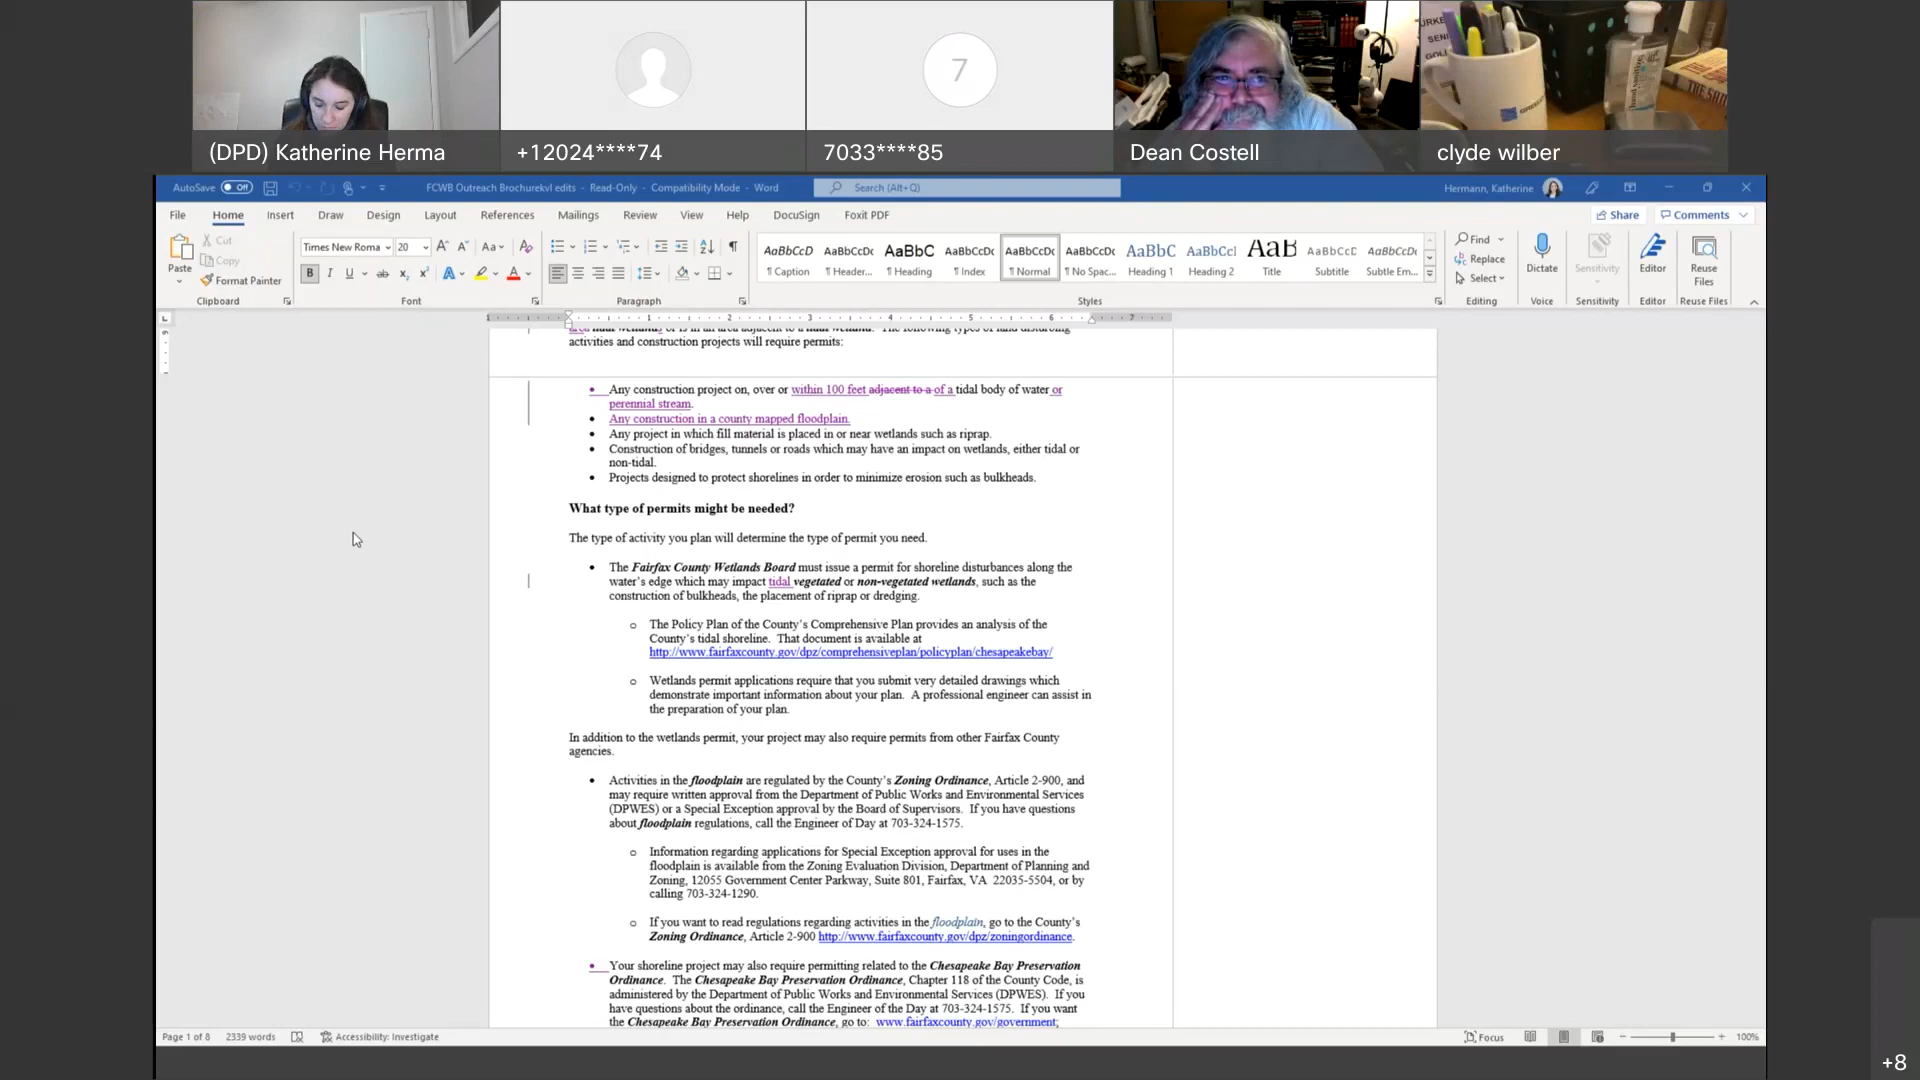 7
(DPD) Katherine Herma
+12024****74
7033****85
Dean Costell
clyde wilber
AutoSave Off
FCWB Outreach Brochurekvl edits - Read-Only - Compatibility Mode - Word
Search (Alt+Q)
Hermann, Katherine
File Home Insert Draw Design Layout References Mailings Review View Help DocuSign Foxit PDF
Share Comments
Paste
Cut
Copy
Format Painter
Times New Roma 20
AaBbCcD AaBbCcDc AaBbC AaBbCcDc AaBbCcDc AaBbCcDc AaBbC AaBbCcl AaB AaBbCcD AaBbCcDc
¶ Caption ¶ Header... ¶ Heading ¶ Index ¶ Normal ¶ No Spac... Heading 1 Heading 2 Title Subtitle Subtle Em...
Find
Replace
Select
Dictate
Sensitivity
Editor
Reuse Files
Clipboard Font Paragraph Styles Editing Voice Sensitivity Editor Reuse Files
activities and construction projects will require permits:
• Any construction project on, over or within 100 feet adjacent to a of a tidal body of water or
perennial stream.
• Any construction in a county mapped floodplain.
• Any project in which fill material is placed in or near wetlands such as riprap.
• Construction of bridges, tunnels or roads which may have an impact on wetlands, either tidal or
non-tidal.
• Projects designed to protect shorelines in order to minimize erosion such as bulkheads.
What type of permits might be needed?
The type of activity you plan will determine the type of permit you need.
• The Fairfax County Wetlands Board must issue a permit for shoreline disturbances along the
water's edge which may impact tidal vegetated or non-vegetated wetlands, such as the
construction of bulkheads, the placement of riprap or dredging.
o The Policy Plan of the County's Comprehensive Plan provides an analysis of the
County's tidal shoreline. That document is available at
http://www.fairfaxcounty.gov/dpz/comprehensiveplan/policyplan/chesapeakebay/
o Wetlands permit applications require that you submit very detailed drawings which
demonstrate important information about your plan. A professional engineer can assist in
the preparation of your plan.
In addition to the wetlands permit, your project may also require permits from other Fairfax County
agencies.
• Activities in the floodplain are regulated by the County's Zoning Ordinance, Article 2-900, and
may require written approval from the Department of Public Works and Environmental Services
(DPWES) or a Special Exception approval by the Board of Supervisors. If you have questions
about floodplain regulations, call the Engineer of Day at 703-324-1575.
o Information regarding applications for Special Exception approval for uses in the
floodplain is available from the Zoning Evaluation Division, Department of Planning and
Zoning, 12055 Government Center Parkway, Suite 801, Fairfax, VA 22035-5504, or by
calling 703-324-1290.
o If you want to read regulations regarding activities in the floodplain, go to the County's
Zoning Ordinance, Article 2-900 http://www.fairfaxcounty.gov/dpz/zoningordinance.
• Your shoreline project may also require permitting related to the Chesapeake Bay Preservation
Ordinance. The Chesapeake Bay Preservation Ordinance, Chapter 118 of the County Code, is
administered by the Department of Public Works and Environmental Services (DPWES). If you
have questions about the ordinance, call the Engineer of the Day at 703-324-1575. If you want
the Chesapeake Bay Preservation Ordinance, go to: www.fairfaxcounty.gov/government;
Page 1 of 8 2339 words Accessibility: Investigate
Focus 100%
+8